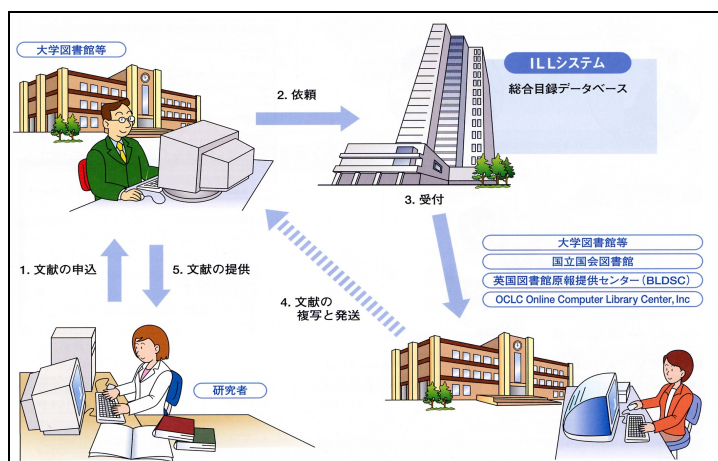 大学図書館等
ILLシステム
総合目録データベース
2. 依頼
3. 受付
大学図書館等
国立国会図書館
英国図書館原報提供センター(BLDSC)
OCLC Online Computer Library Center, Inc
1. 文献の申込
5. 文献の提供
4. 文献の
複写と発送
研究者